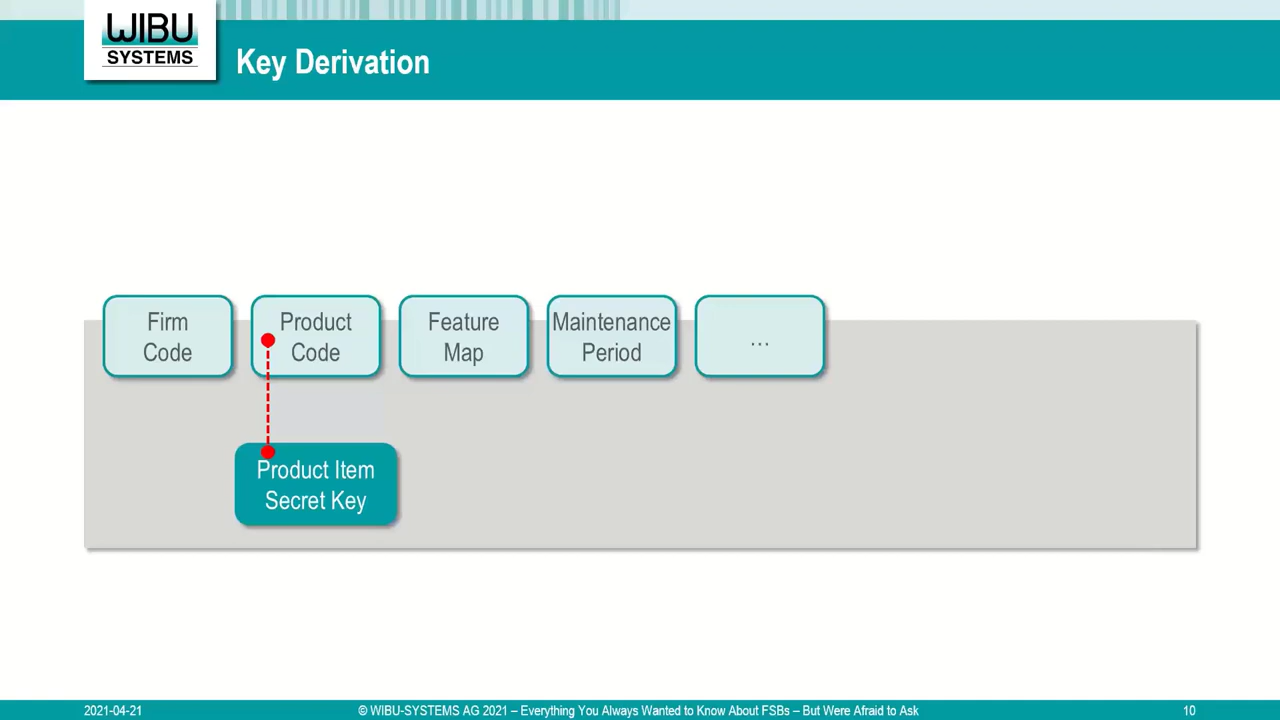 WIBU
SYSTEMS
Key Derivation
Firm
Code
Product
Code
Feature
Map
Maintenance
Period
...
Product Item
Secret Key
2021-04-21
© WIBU-SYSTEMS AG 2021 – Everything You Always Wanted to Know About FSBs – But Were Afraid to Ask
10